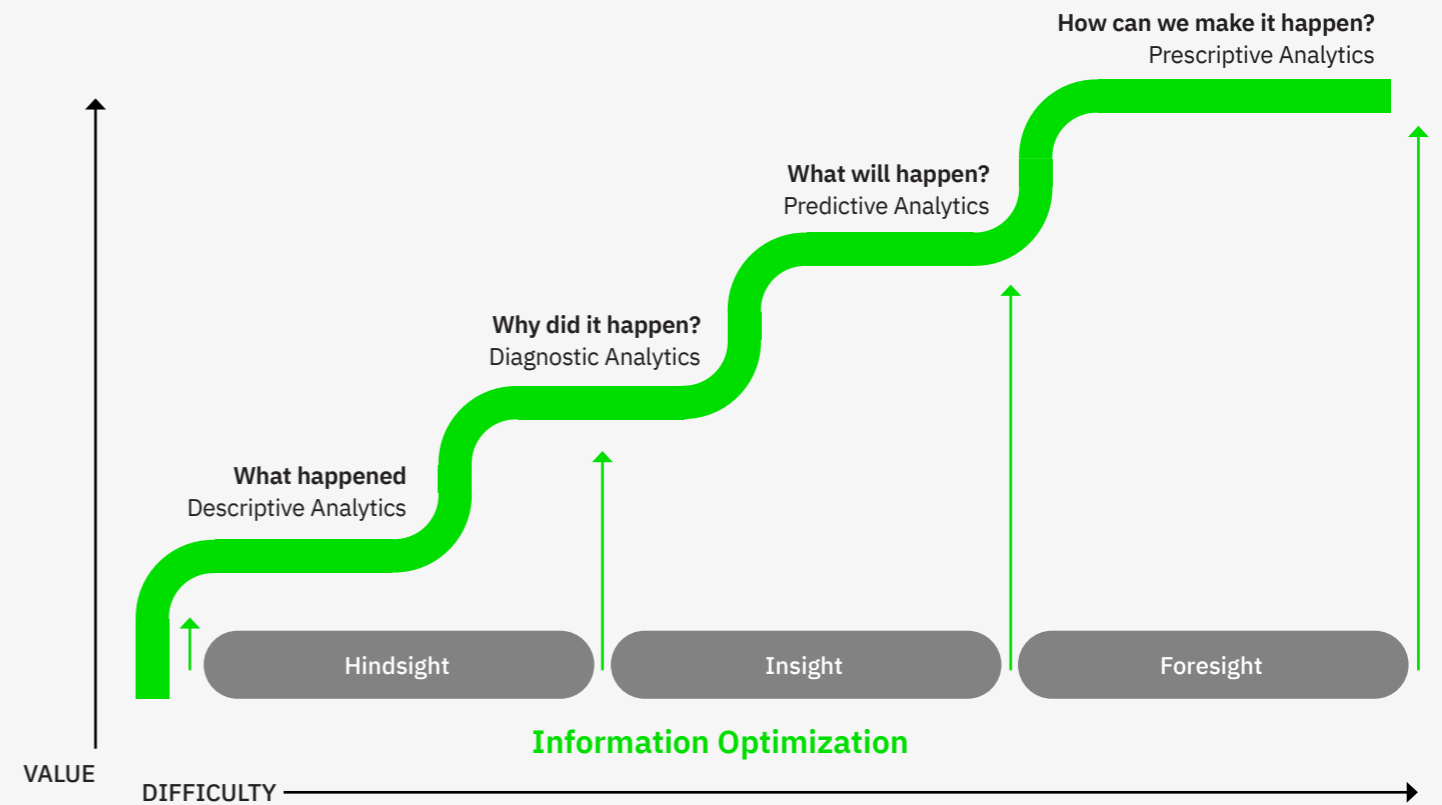 How can we make it happen?
Prescriptive Analytics
What will happen?
Predictive Analytics
Why did it happen?
Diagnostic Analytics
What happened
Descriptive Analytics
Hindsight
Insight
Foresight
Information Optimization
VALUE
DIFFICULTY